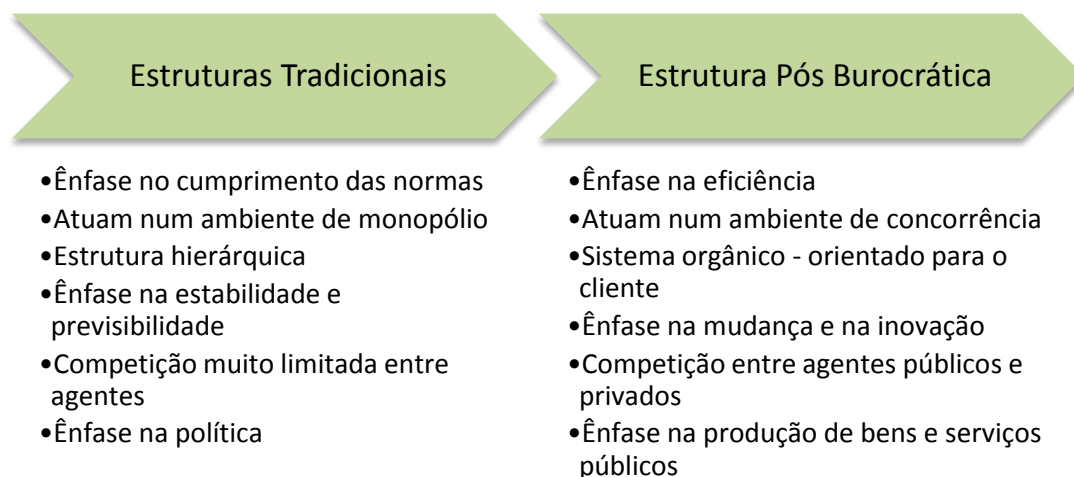 Estruturas Tradicionais
•Ênfase no cumprimento das normas
•Atuam num ambiente de monopólio
•Estrutura hierárquica
•Ênfase na estabilidade e
previsibilidade
•Competição muito limitada entre
agentes
•Ênfase na política
Estrutura Pós Burocrática
•Ênfase na eficiência
•Atuam num ambiente de concorrência
•Sistema orgânico - orientado para o
cliente
•Ênfase na mudança e na inovação
•Competição entre agentes públicos e
privados
•Ênfase na produção de bens e serviços
públicos